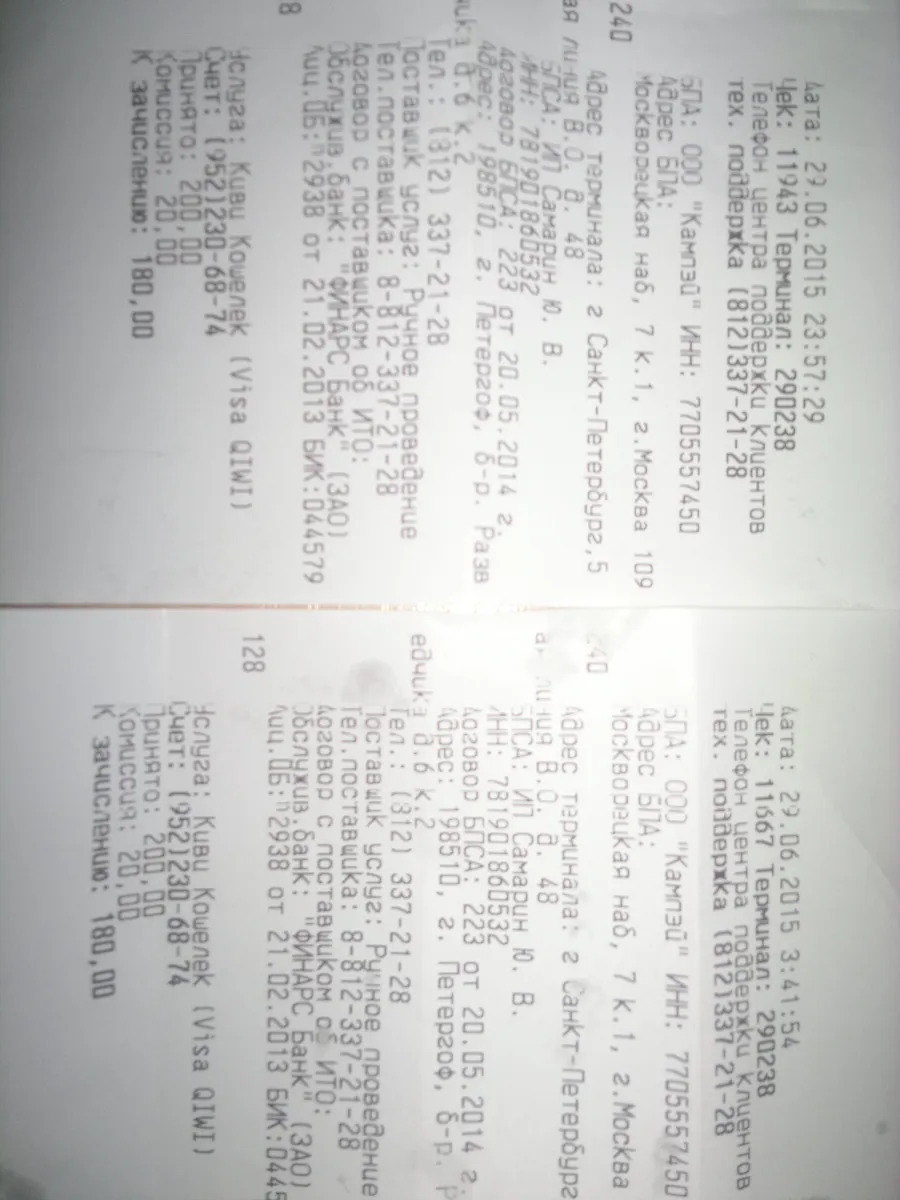 Дата: 29.06.2015 23:57:29
Чек: 11943 Терминал: 290238
Телефон центра поддержки клиентов
тех. поддержка (812)337-21-28
БПА: ООО "Кампэй" ИНН: 7705557450
Адрес БПА:
Москворецкая наб, 7 к.1, г.Москва 109
240
Адрес терминала: г Санкт-Петербург,5
ая линия В.О. д. 48
БПСА: ИП Самарин Ю. В.
ИНН: 781901860532
Договор БПСА: 223 от 20.05.2014 г.
Адрес: 198510, г. Петергоф, б-р. Разв
чика д.6 к.2
Тел.: (812) 337-21-28
Поставщик услуг: Ручное проведение
Тел.поставщика: 8-812-337-21-28
Договор с поставщиком об ИТО:
Обслужив.банк: "ФИНАРС Банк" (ЗАО)
Лиц.ЦБ:"2938 от 21.02.2013 БИК:044579
8
Услуга: Киви Кошелек (Visa QIWI)
Счет: (952)230-68-74
Принято: 200,00
Комиссия: 20,00
К зачислению: 180,00
Дата: 29.06.2015 3:41:54
Чек: 11667 Терминал: 290238
Телефон центра поддержки клиентов
тех. поддержка (812)337-21-28
БПА: ООО "Кампэй" ИНН: 7705557450
Адрес БПА:
Москворецкая наб, 7 к.1, г.Москва
240
Адрес терминала: г Санкт-Петербург
ая линия В.О. д. 48
БПСА: ИП Самарин Ю. В.
ИНН: 781901860532
Договор БПСА: 223 от 20.05.2014 г.
Адрес: 198510, г. Петергоф, б-р. Р
едчика д.6 к.2
Тел.: (812) 337-21-28
Поставщик услуг: Ручное проведение
Тел.поставщика: 8-812-337-21-28
Договор с поставщиком об ИТО:
Обслужив.банк: "ФИНАРС Банк" (ЗАО)
Лиц.ЦБ:"2938 от 21.02.2013 БИК:0445
128
Услуга: Киви Кошелек (Visa QIWI)
Счет: (952)230-68-74
Принято: 200,00
Комиссия: 20,00
К зачислению: 180,00